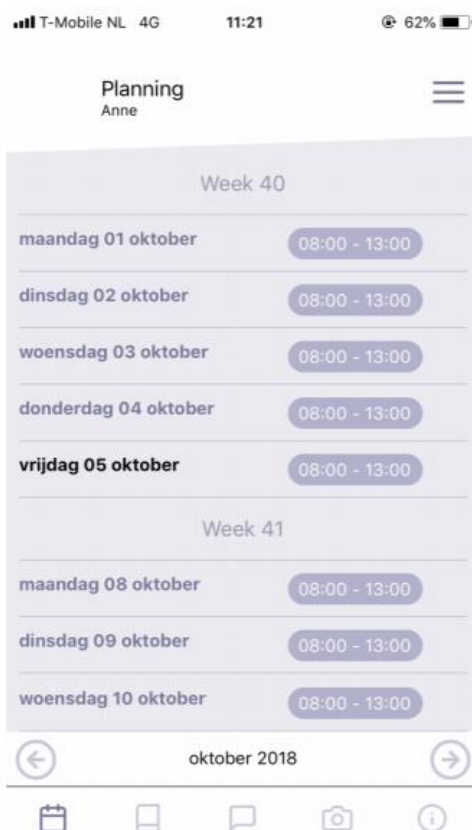 T-Mobile NL 4G 11:21 62%
Planning
Anne
Week 40
maandag 01 oktober 08:00 - 13:00
dinsdag 02 oktober 08:00 - 13:00
woensdag 03 oktober 08:00 - 13:00
donderdag 04 oktober 08:00 - 13:00
vrijdag 05 oktober 08:00 - 13:00
Week 41
maandag 08 oktober 08:00 - 13:00
dinsdag 09 oktober 08:00 - 13:00
woensdag 10 oktober 08:00 - 13:00
oktober 2018